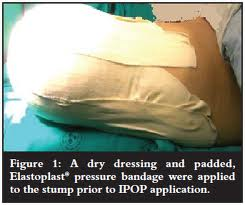 Figure 1: A dry dressing and padded,
Elastoplast® pressure bandage were applied
to the stump prior to IPOP application.